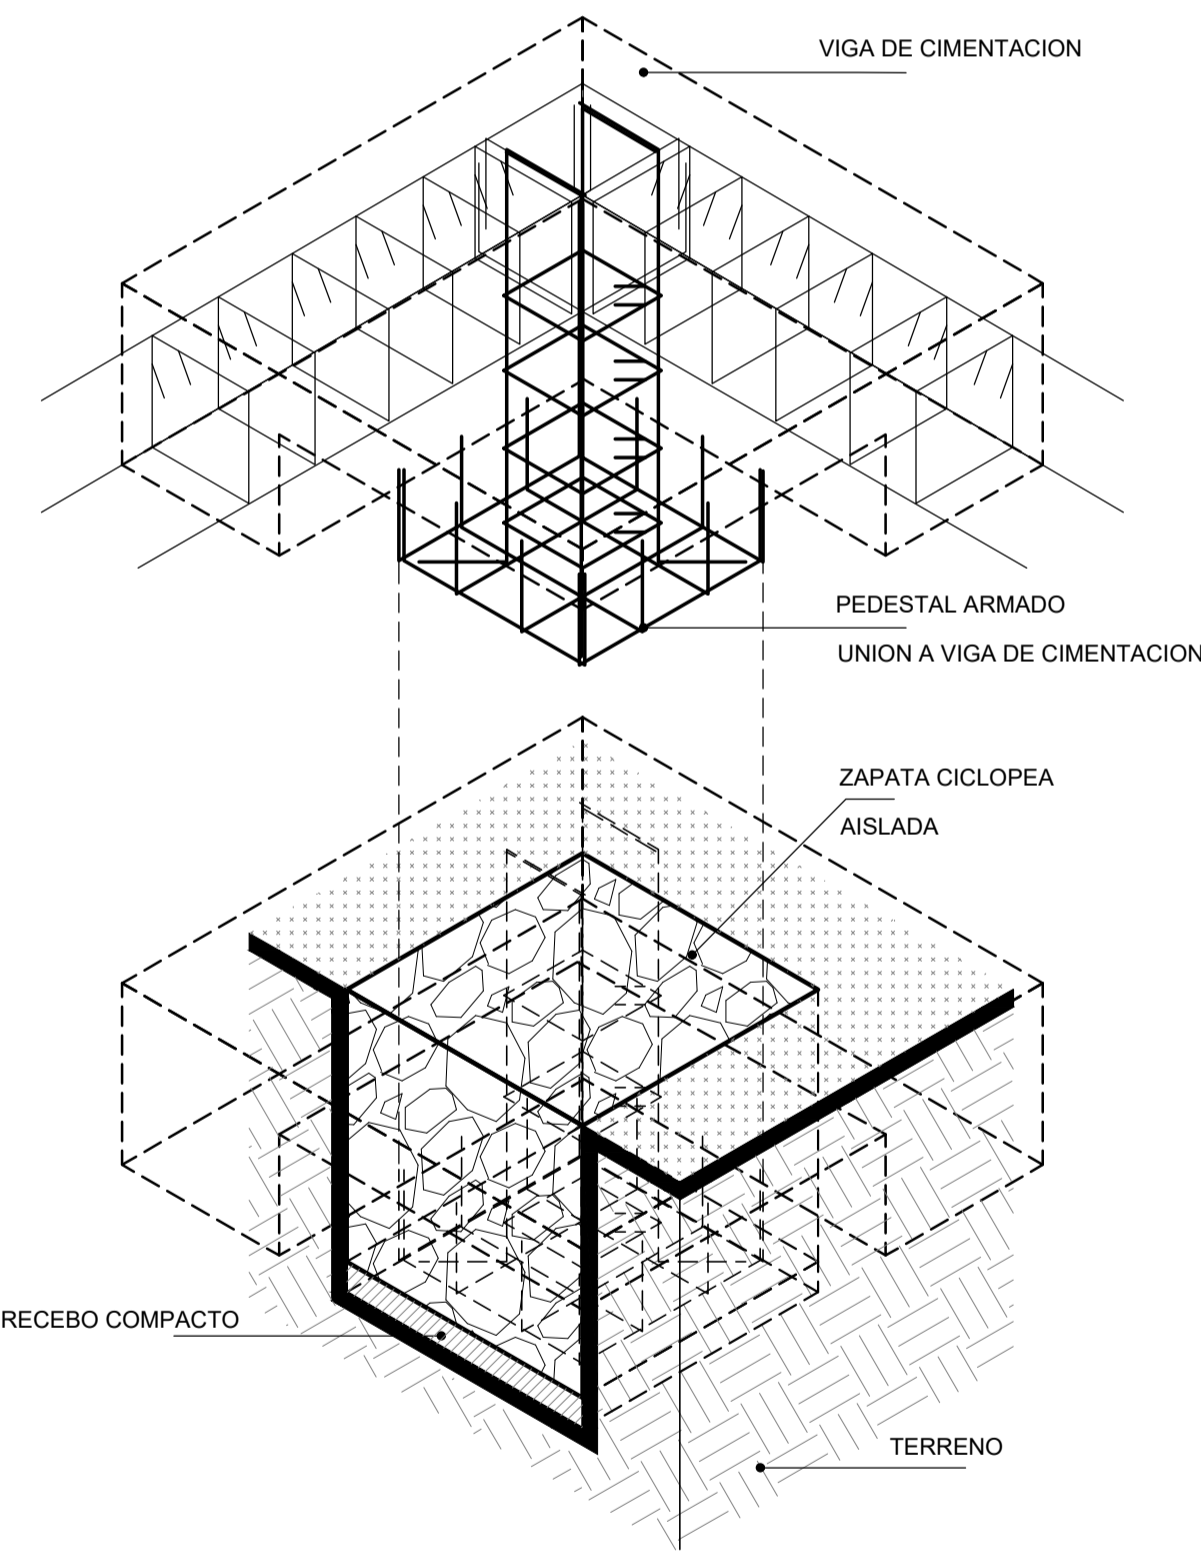 VIGA DE CIMENTACION
PEDESTAL ARMADO
UNION A VIGA DE CIMENTACION
ZAPATA CICLOPEA
AISLADA
RECEBO COMPACTO
TERRENO